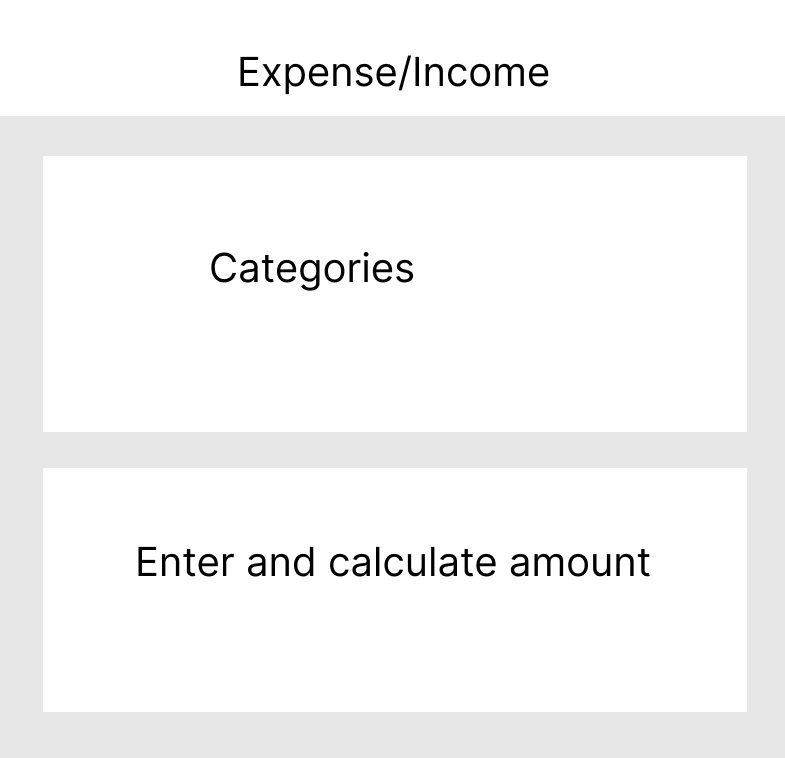 Expense/Income
Categories
Enter and calculate amount